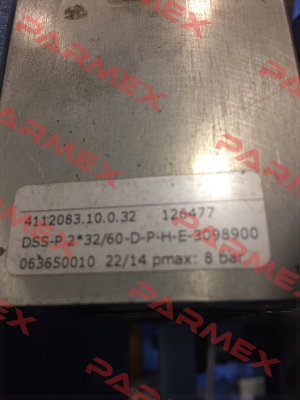 PARMEX
PARMEX
PARMEX
4112083.10.0.32 126477
DSS-P 2*32/60-D-P-H-E-3098900
063650010 22/14 pmax: 8 bar
PARMEX
PARMEX
PARMEX